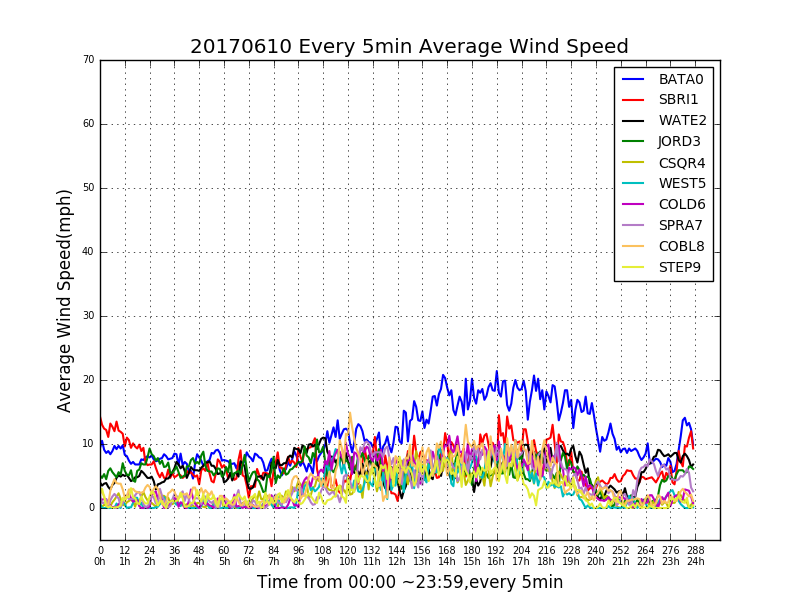 20170610 Every 5min Average Wind Speed
70
60
50
40
30
20
10
0
Average Wind Speed(mph)
BATA0
SBRI1
WATE2
JORD3
CSQR4
WEST5
COLD6
SPRA7
COBL8
STEP9
0 12 24 36 48 60 72 84 96 108 120 132 144 156 168 180 192 204 216 228 240 252 264 276 288
0h 1h 2h 3h 4h 5h 6h 7h 8h 9h 10h 11h 12h 13h 14h 15h 16h 17h 18h 19h 20h 21h 22h 23h 24h
Time from 00:00 ~23:59,every 5min